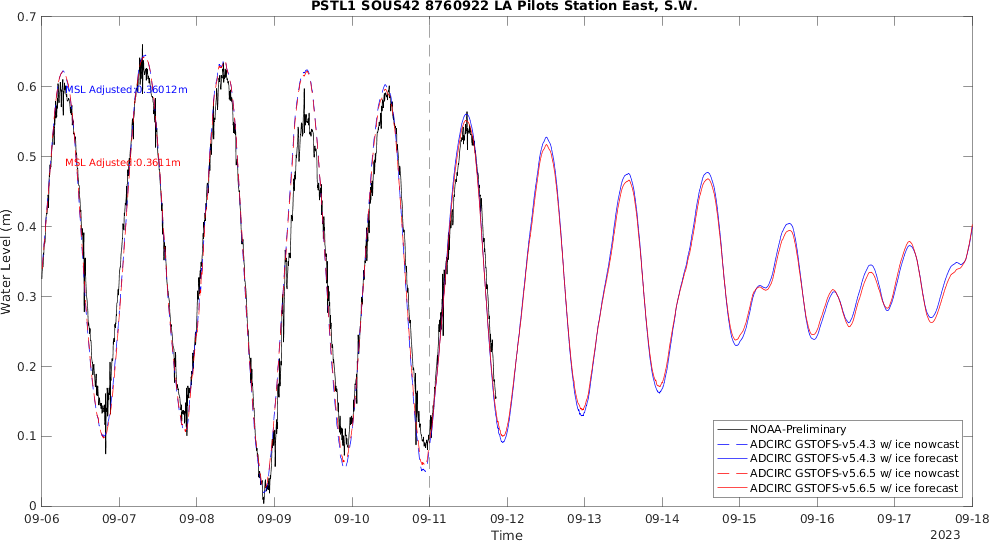 PSTL1 SOUS42 8760922 LA Pilots Station East, S.W.
0.7
0.6
0.5
0.4
0.3
0.2
0.1
0
Water Level (m)
MSL Adjusted:0.36012m
MSL Adjusted:0.3611m
NOAA-Preliminary
ADCIRC GSTOFS-v5.4.3 w/ ice nowcast
ADCIRC GSTOFS-v5.4.3 w/ ice forecast
ADCIRC GSTOFS-v5.6.5 w/ ice nowcast
ADCIRC GSTOFS-v5.6.5 w/ ice forecast
09-06 09-07 09-08 09-09 09-10 09-11 09-12 09-13 09-14 09-15 09-16 09-17 09-18
Time
2023